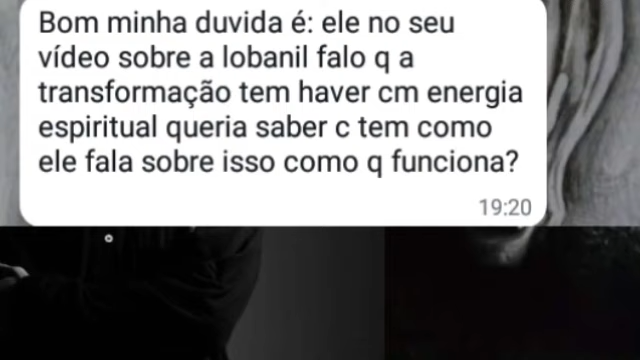 Bom minha duvida é: ele no seu
vídeo sobre a lobanil falo q a
transformação tem haver cm energia
espiritual queria saber c tem como
ele fala sobre isso como q funciona?
19:20